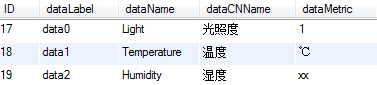 ID dataLabel dataName dataCNName dataMetric
17 data0 Light 光照度 1
18 data1 Temperature 温度 ℃
19 data2 Humidity 湿度 xx